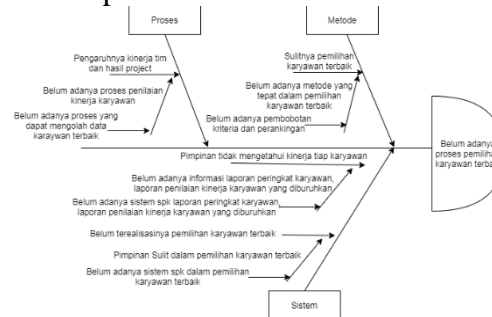 Proses
Metode
Pengaruhnya kinerja tim
dan hasil project
Belum adanya proses penilaian
kinerja karyawan
Belum adanya proses yang
dapat mengolah data
karaywan terbaik
Sulitnya pemilihan
karyawan terbaik
Belum adanya metode yang
tepat dalam pemilihan
karyawan terbaik
Belum adanya pembobotan
kriteria dan perankingan
Belum adanya
proses pemiliha
karyawan terba
Pimpinan tidak mengetahui kinerja tiap karyawan
Belum adanya informasi laporan peringkat karyawan,
laporan penilaian kinerja karyawan yang diburuhkan
Belum adanya sistem spk laporan peringkat karyawan,
laporan penilaian kinerja karyawan yang diburuhkan
Belum terealisasinya pemilihan karyawan terbaik
Pimpinan Sulit dalam pemilihan karyawan terbaik
Belum adanya sistem spk dalam pemilihan
karyawan terbaik
Sistem